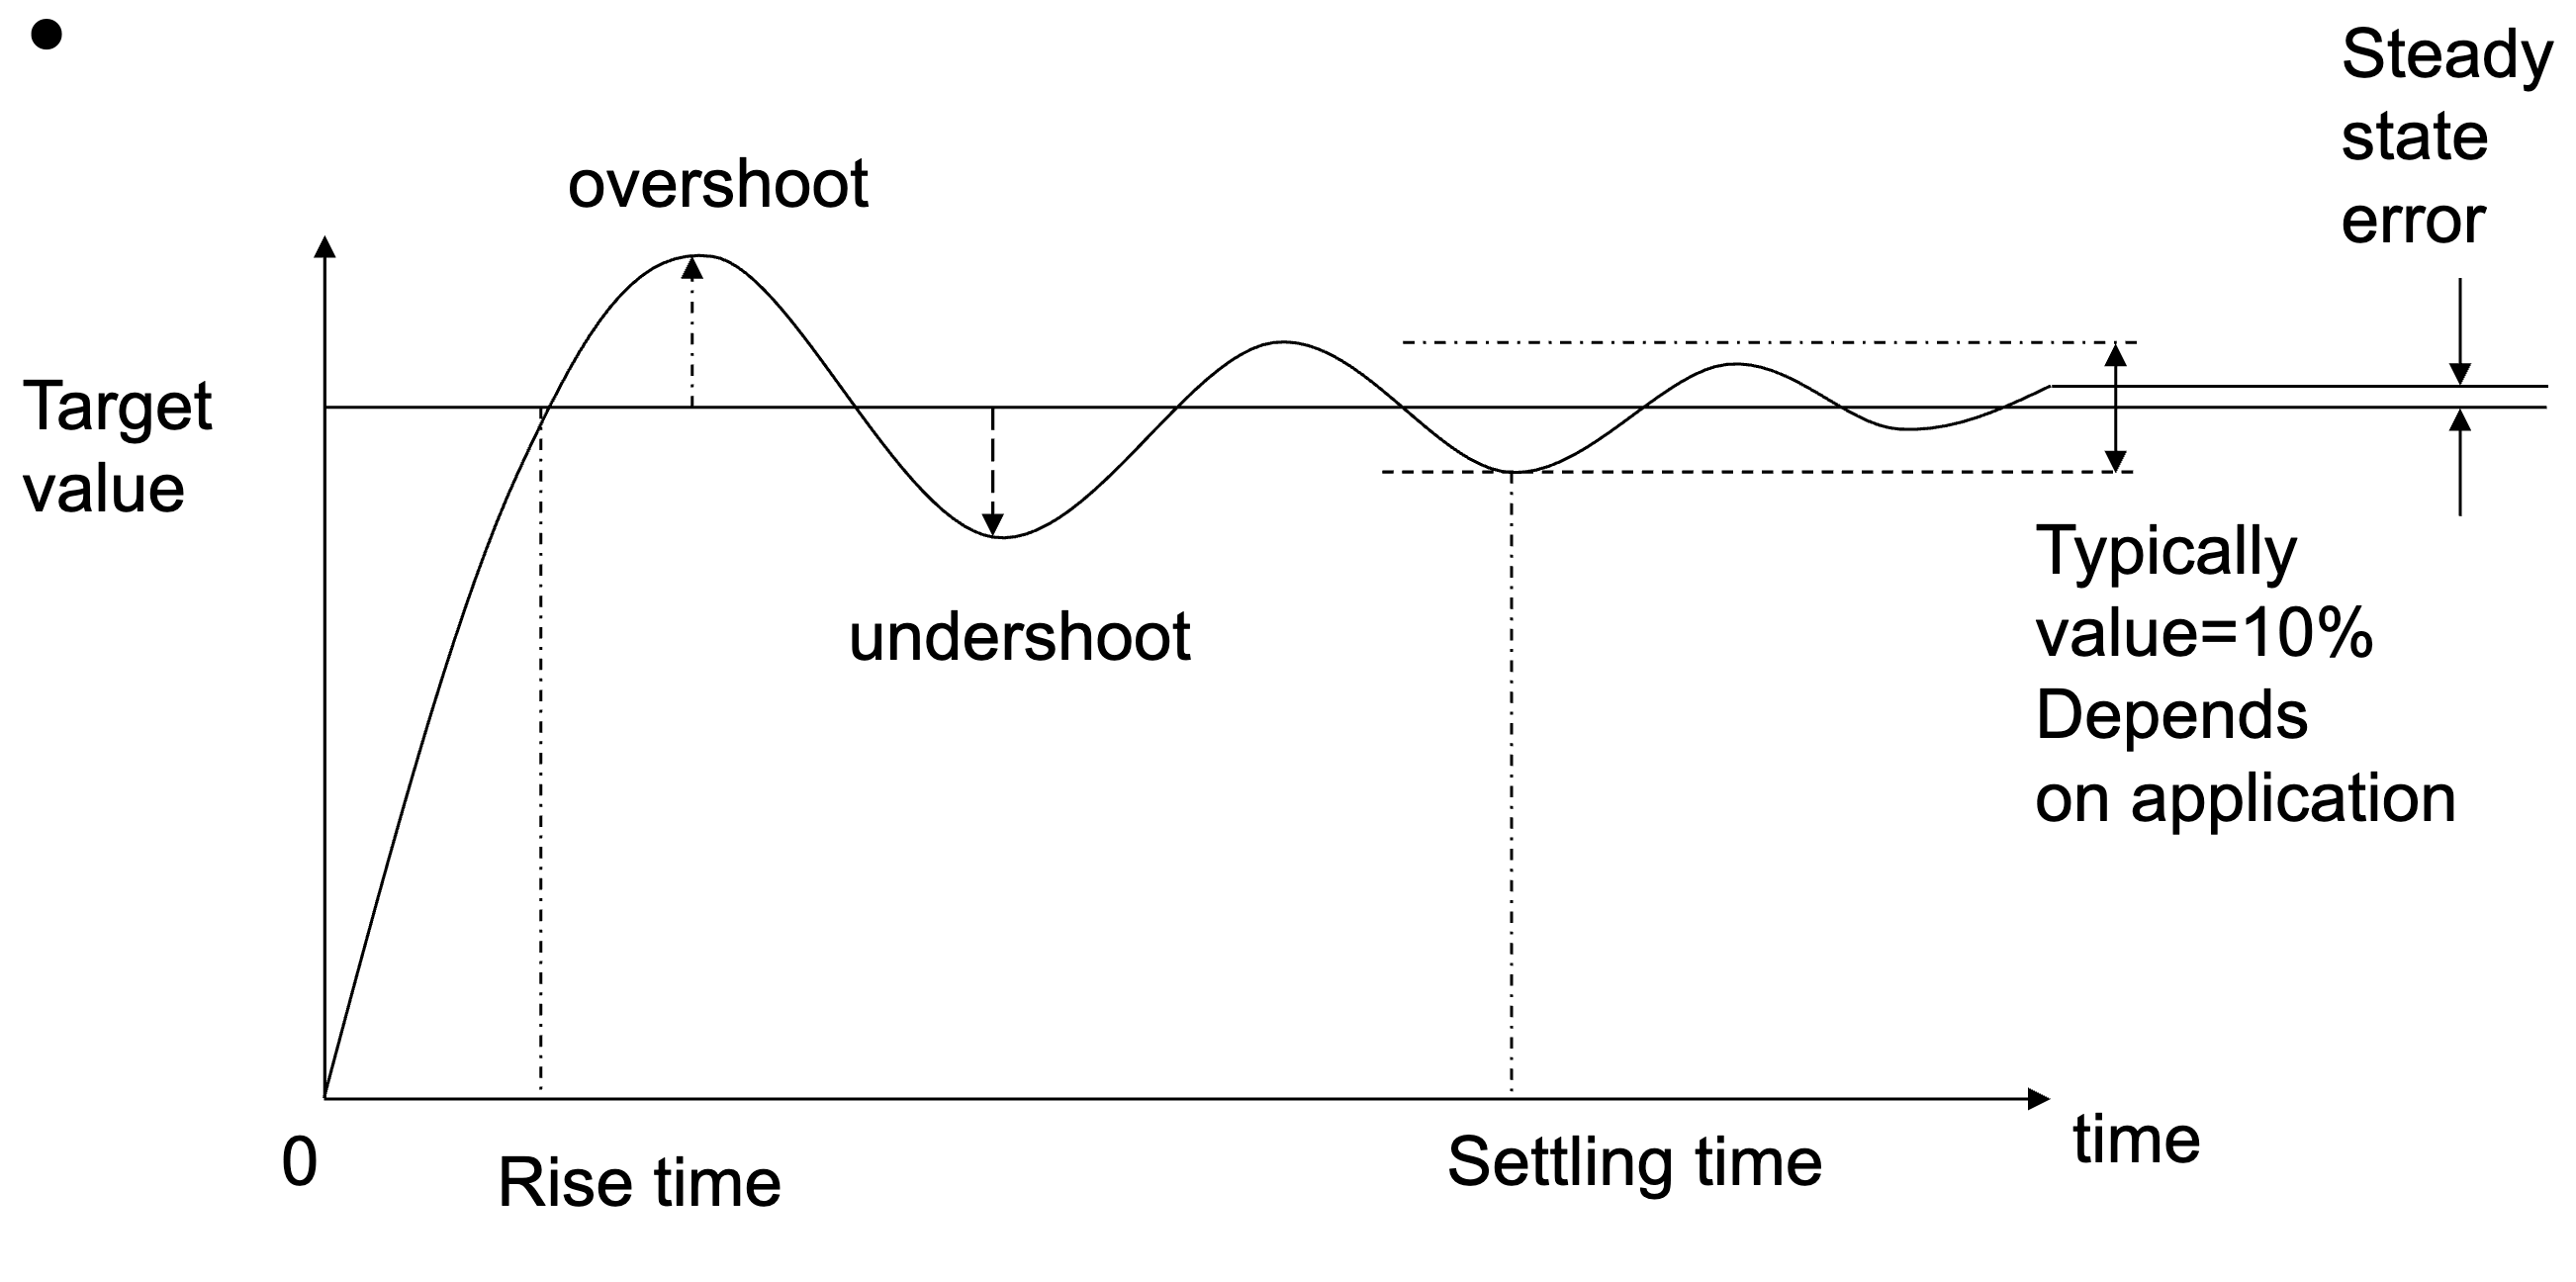 •
Steady
state
error
overshoot
Target
value
undershoot
Typically
value=10%
Depends
on application
0
Rise time
Settling time
time